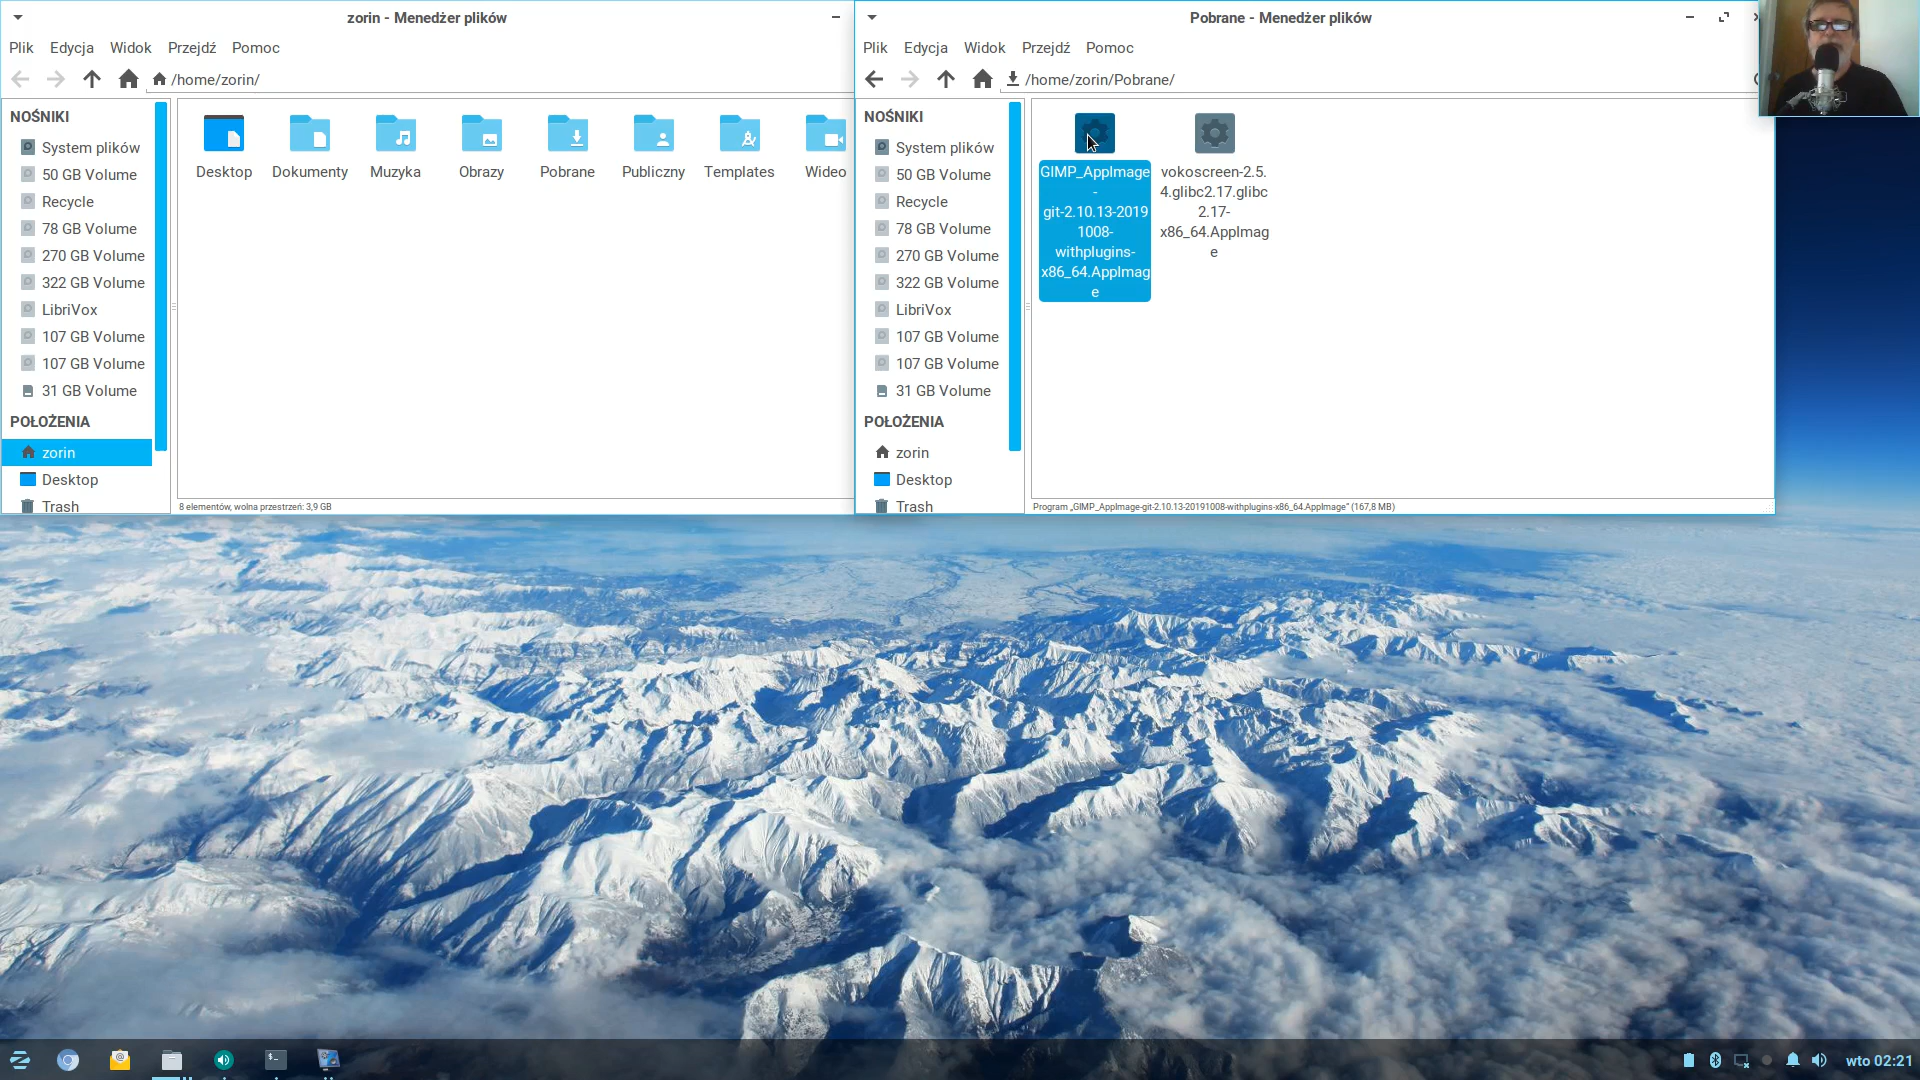 zorin - Menedżer plików
Plik Edycja Widok Przejdź Pomoc
/home/zorin/
NOŚNIKI
System plików
50 GB Volume
Recycle
78 GB Volume
270 GB Volume
322 GB Volume
LibriVox
107 GB Volume
107 GB Volume
31 GB Volume
POŁOŻENIA
zorin
Desktop
Trash
Desktop Dokumenty Muzyka Obrazy Pobrane Publiczny Templates Wideo
8 elementów, wolna przestrzeń: 3,9 GB
Pobrane - Menedżer plików
Plik Edycja Widok Przejdź Pomoc
/home/zorin/Pobrane/
NOŚNIKI
System plików
50 GB Volume
Recycle
78 GB Volume
270 GB Volume
322 GB Volume
LibriVox
107 GB Volume
107 GB Volume
31 GB Volume
POŁOŻENIA
zorin
Desktop
Trash
GIMP_AppImage
-
git-2.10.13-2019
1008-
withplugins-
x86_64.AppImag
e
vokoscreen-2.5.
4.glibc2.17.glibc
2.17-
x86_64.AppImag
e
Program „GIMP_AppImage-git-2.10.13-20191008-withplugins-x86_64.AppImage" (167,8 MB)
wto 02:21